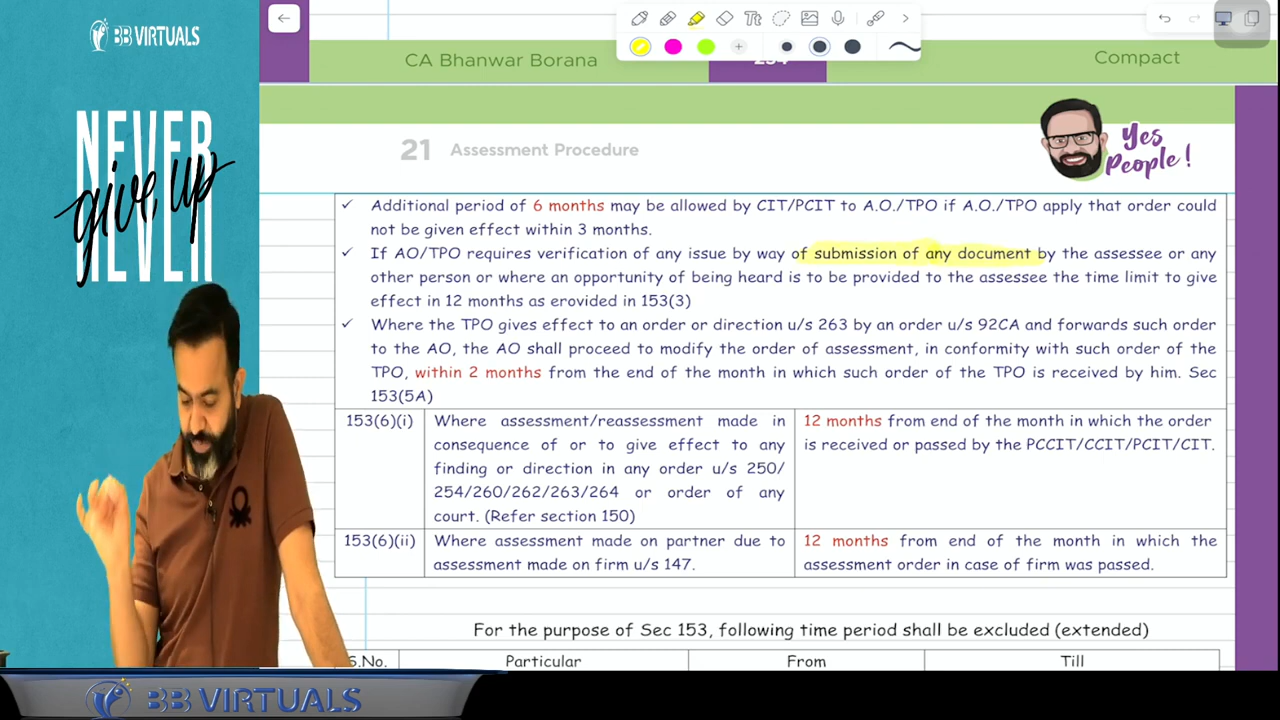 BB VIRTUALS
NEVER
give up
NEVER
CA Bhanwar Borana
Compact
21 Assessment Procedure
Yes
People!
✓ Additional period of 6 months may be allowed by CIT/PCIT to A.O./TPO if A.O./TPO apply that order could
not be given effect within 3 months.
✓ If AO/TPO requires verification of any issue by way of submission of any document by the assessee or any
other person or where an opportunity of being heard is to be provided to the assessee the time limit to give
effect in 12 months as erovided in 153(3)
✓ Where the TPO gives effect to an order or direction u/s 263 by an order u/s 92CA and forwards such order
to the AO, the AO shall proceed to modify the order of assessment, in conformity with such order of the
TPO, within 2 months from the end of the month in which such order of the TPO is received by him. Sec
153(5A)
153(6)(i) Where assessment/reassessment made in 12 months from end of the month in which the order
consequence of or to give effect to any is received or passed by the PCCIT/CCIT/PCIT/CIT.
finding or direction in any order u/s 250/
254/260/262/263/264 or order of any
court. (Refer section 150)
153(6)(ii) Where assessment made on partner due to 12 months from end of the month in which the
assessment made on firm u/s 147. assessment order in case of firm was passed.
For the purpose of Sec 153, following time period shall be excluded (extended)
S.No. Particular From Till
BB VIRTUALS